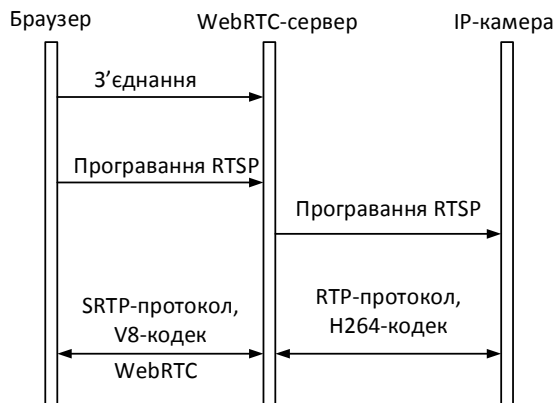 Браузер
WebRTC-сервер
IP-камера
З’єднання
Програвання RTSP
Програвання RTSP
SRTP-протокол,
V8-кодек
WebRTC
RTP-протокол,
H264-кодек